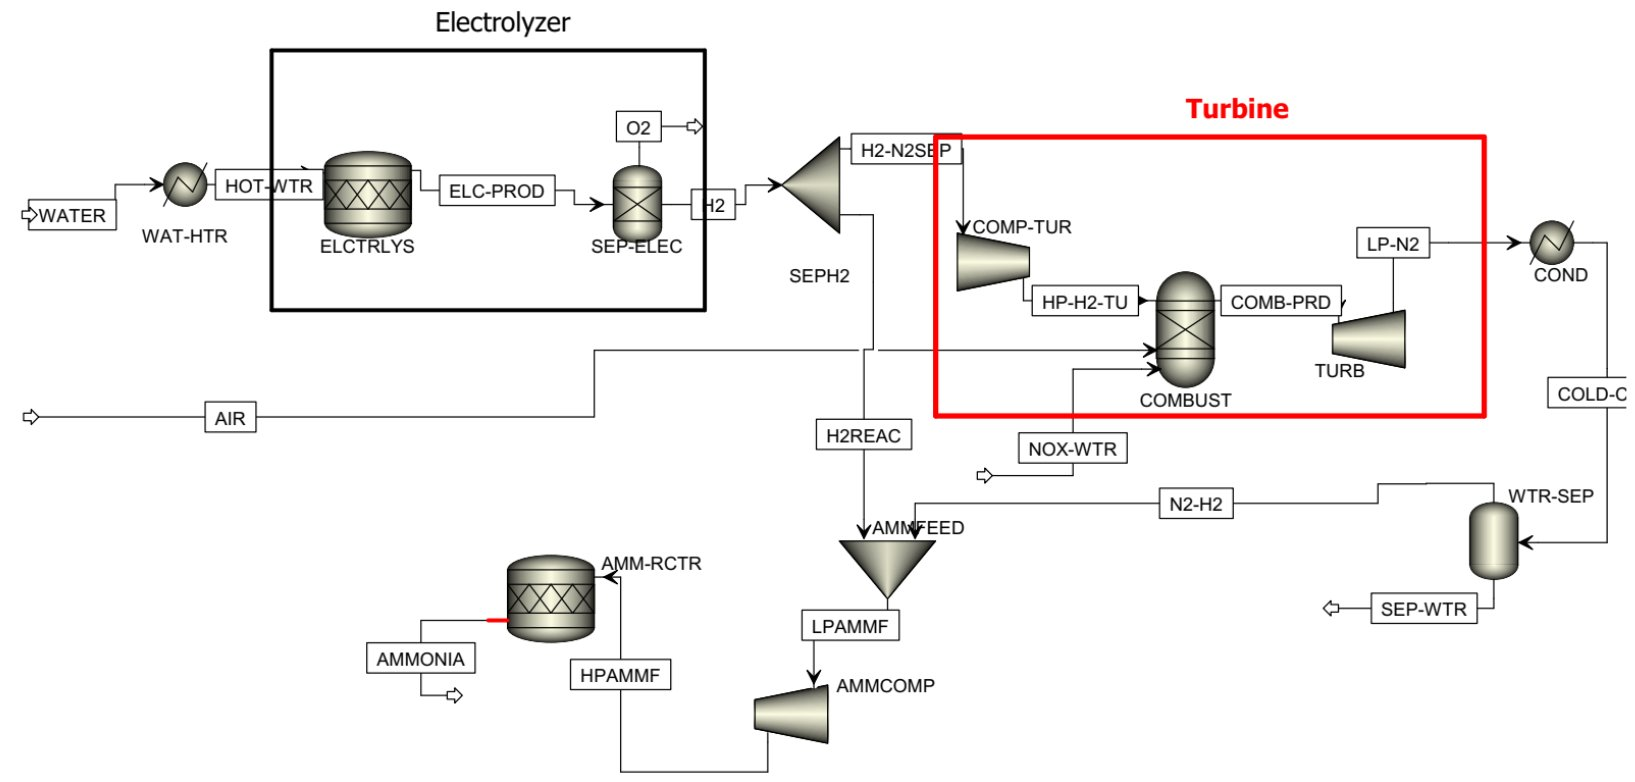 Electrolyzer
Turbine
O2
H2-N2SEP
HOT-WTR
ELC-PROD
H2
WATER
WAT-HTR
ELCTRLYS
SEP-ELEC
SEPH2
COMP-TUR
LP-N2
COND
HP-H2-TU
COMB-PRD
TURB
COMBUST
COLD-C
AIR
H2REAC
NOX-WTR
N2-H2
WTR-SEP
AMMFEED
AMM-RCTR
SEP-WTR
LPAMMF
AMMONIA
HPAMMF
AMMCOMP